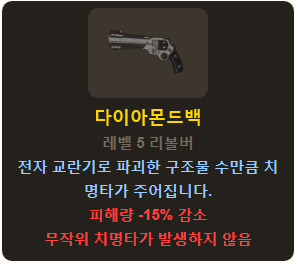 다이아몬드백
레벨 5 리볼버
전자 교란기로 파괴한 구조물 수만큼 치
명타가 주어집니다.
피해량 -15% 감소
무작위 치명타가 발생하지 않음